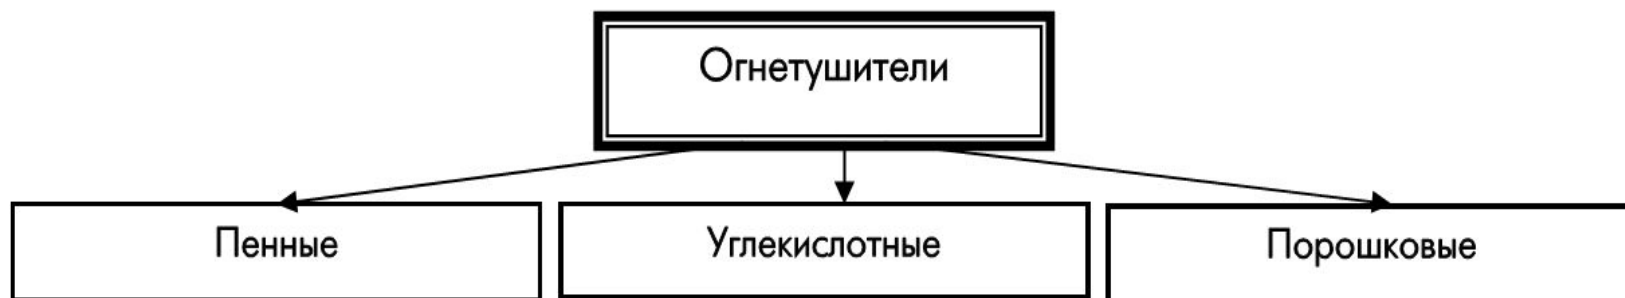 Огнетушители
Пенные
Углекислотные
Порошковые